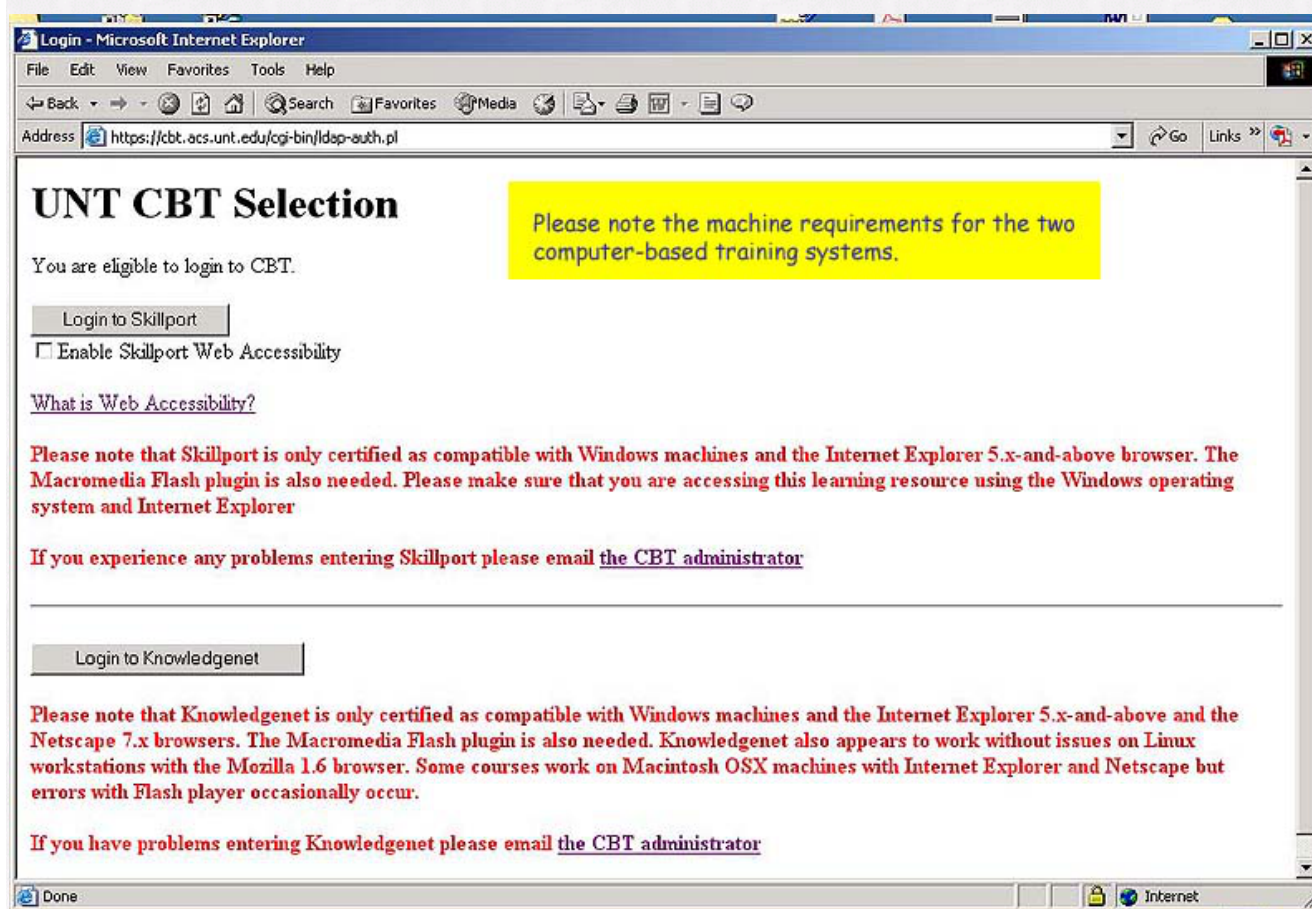 Login - Microsoft Internet Explorer
File Edit View Favorites Tools Help
Back Search Favorites Media
Address https://cbt.acs.unt.edu/cgi-bin/ldap-auth.pl Go Links »
UNT CBT Selection
Please note the machine requirements for the two
computer-based training systems.
You are eligible to login to CBT.
Login to Skillport
Enable Skillport Web Accessibility
What is Web Accessibility?
Please note that Skillport is only certified as compatible with Windows machines and the Internet Explorer 5.x-and-above browser. The
Macromedia Flash plugin is also needed. Please make sure that you are accessing this learning resource using the Windows operating
system and Internet Explorer
If you experience any problems entering Skillport please email the CBT administrator
Login to Knowledgenet
Please note that Knowledgenet is only certified as compatible with Windows machines and the Internet Explorer 5.x-and-above and the
Netscape 7.x browsers. The Macromedia Flash plugin is also needed. Knowledgenet also appears to work without issues on Linux
workstations with the Mozilla 1.6 browser. Some courses work on Macintosh OSX machines with Internet Explorer and Netscape but
errors with Flash player occasionally occur.
If you have problems entering Knowledgenet please email the CBT administrator
Done Internet